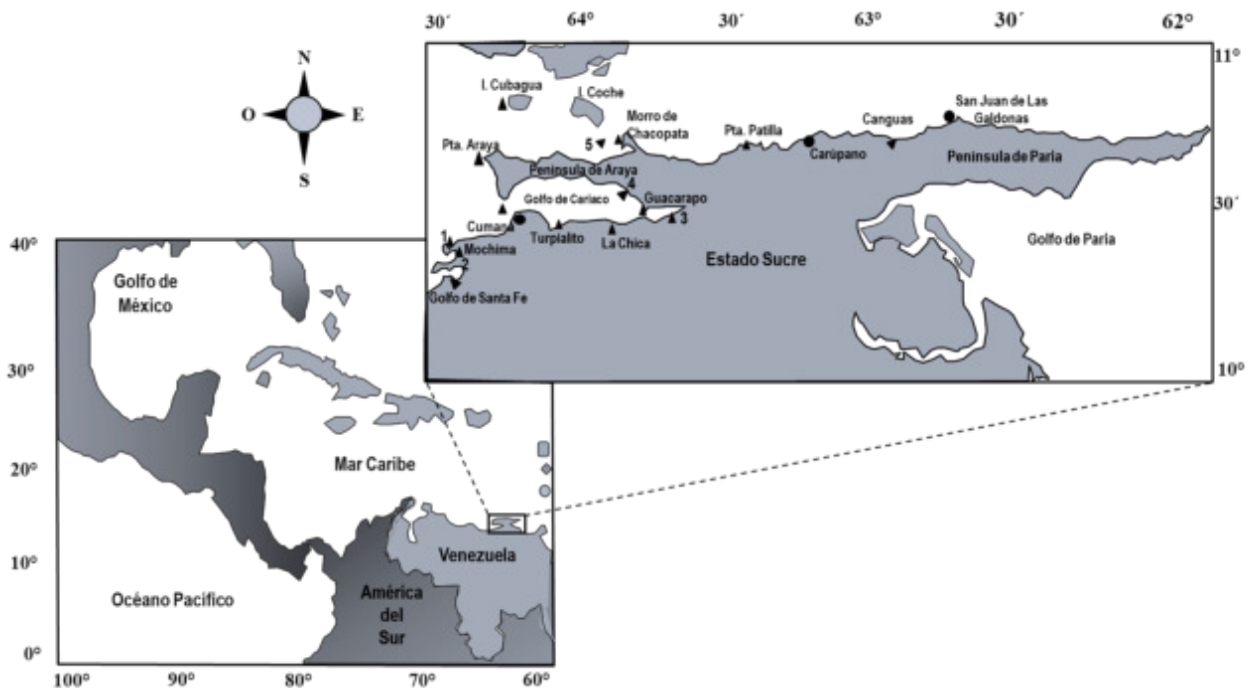 30´ 64° 30´ 63° 30´ 62°
11°
I. Cubagua
I. Coche
San Juan de Las
Galdonas
Morro de
Chacopata
Canguas
Pta. Patilla
5
Pta. Araya
Carúpano
Península de Paria
Península de Araya
4
Golfo de Cariaco
Guacarapo
30´
3
Cumaná
Turpialito
La Chica
Golfo de Paria
1
Mochima
Estado Sucre
2
Golfo de Santa Fe
10°
N
O E
S
40°
Golfo de
México
30°
20°
Mar Caribe
10°
Venezuela
Océano Pacífico
América
del
Sur
0°
100° 90° 80° 70° 60°